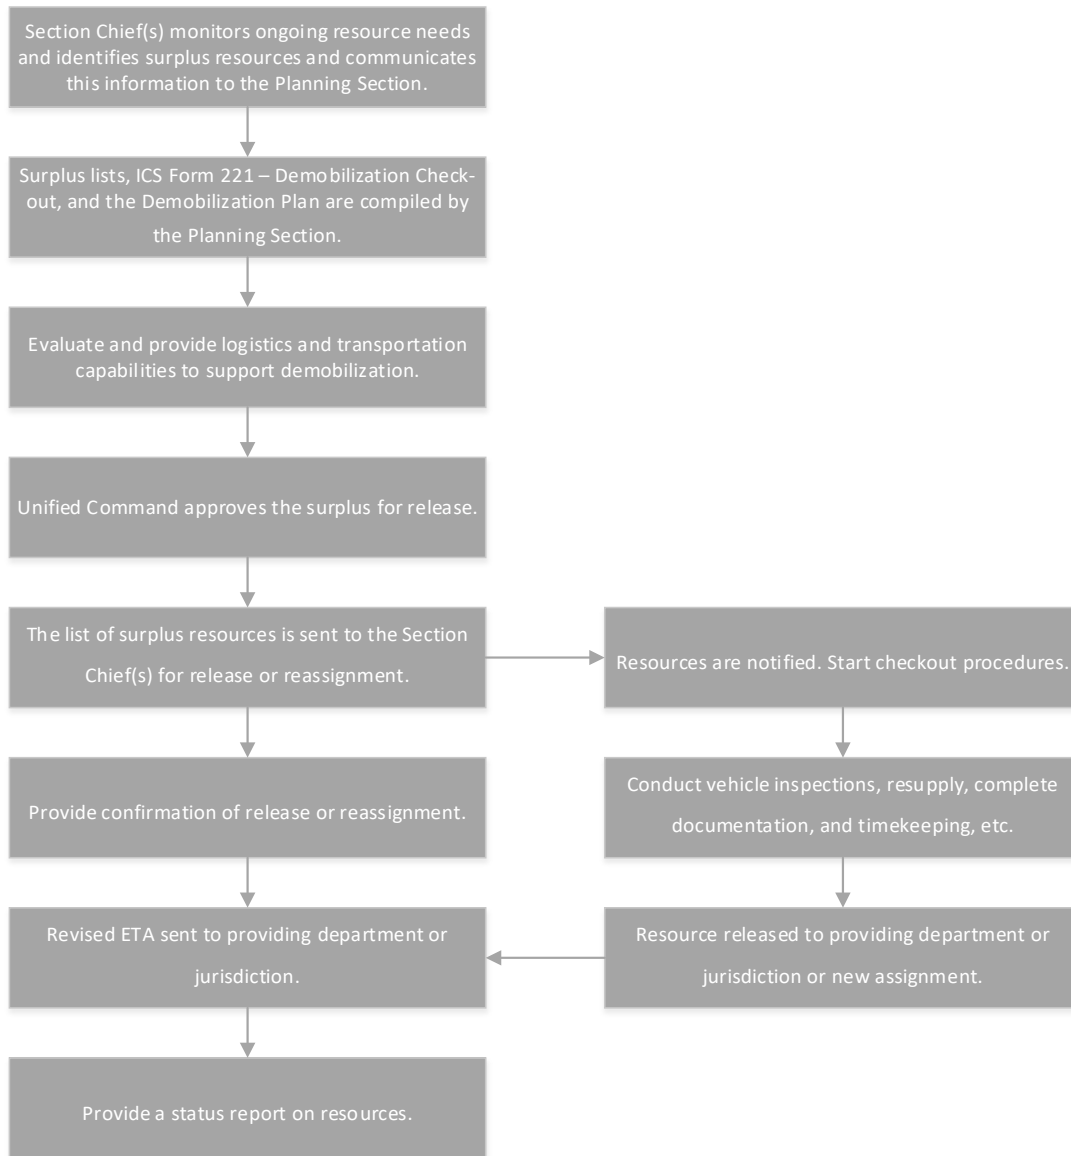 Section Chief(s) monitors ongoing resource needs
and identifies surplus resources and communicates
this information to the Planning Section.
Surplus lists, ICS Form 221 – Demobilization Check-
out, and the Demobilization Plan are compiled by
the Planning Section.
Evaluate and provide logistics and transportation
capabilities to support demobilization.
Unified Command approves the surplus for release.
The list of surplus resources is sent to the Section
Chief(s) for release or reassignment.
Resources are notified. Start checkout procedures.
Provide confirmation of release or reassignment.
Conduct vehicle inspections, resupply, complete
documentation, and timekeeping, etc.
Revised ETA sent to providing department or
jurisdiction.
Resource released to providing department or
jurisdiction or new assignment.
Provide a status report on resources.